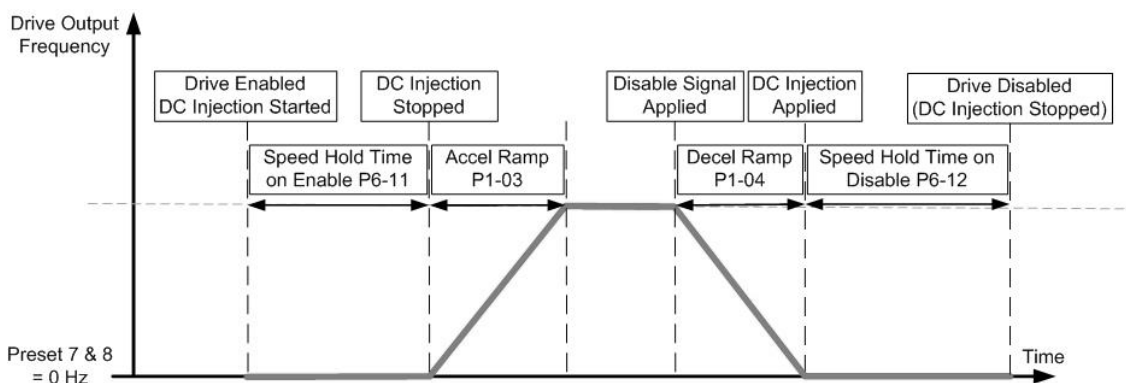 Drive Output
Frequency
Drive Enabled
DC Injection Started
DC Injection
Stopped
Disable Signal
Applied
DC Injection
Applied
Drive Disabled
(DC Injection Stopped)
Speed Hold Time
on Enable P6-11
Accel Ramp
P1-03
Decel Ramp
P1-04
Speed Hold Time on
Disable P6-12
Preset 7 & 8
= 0 Hz
Time